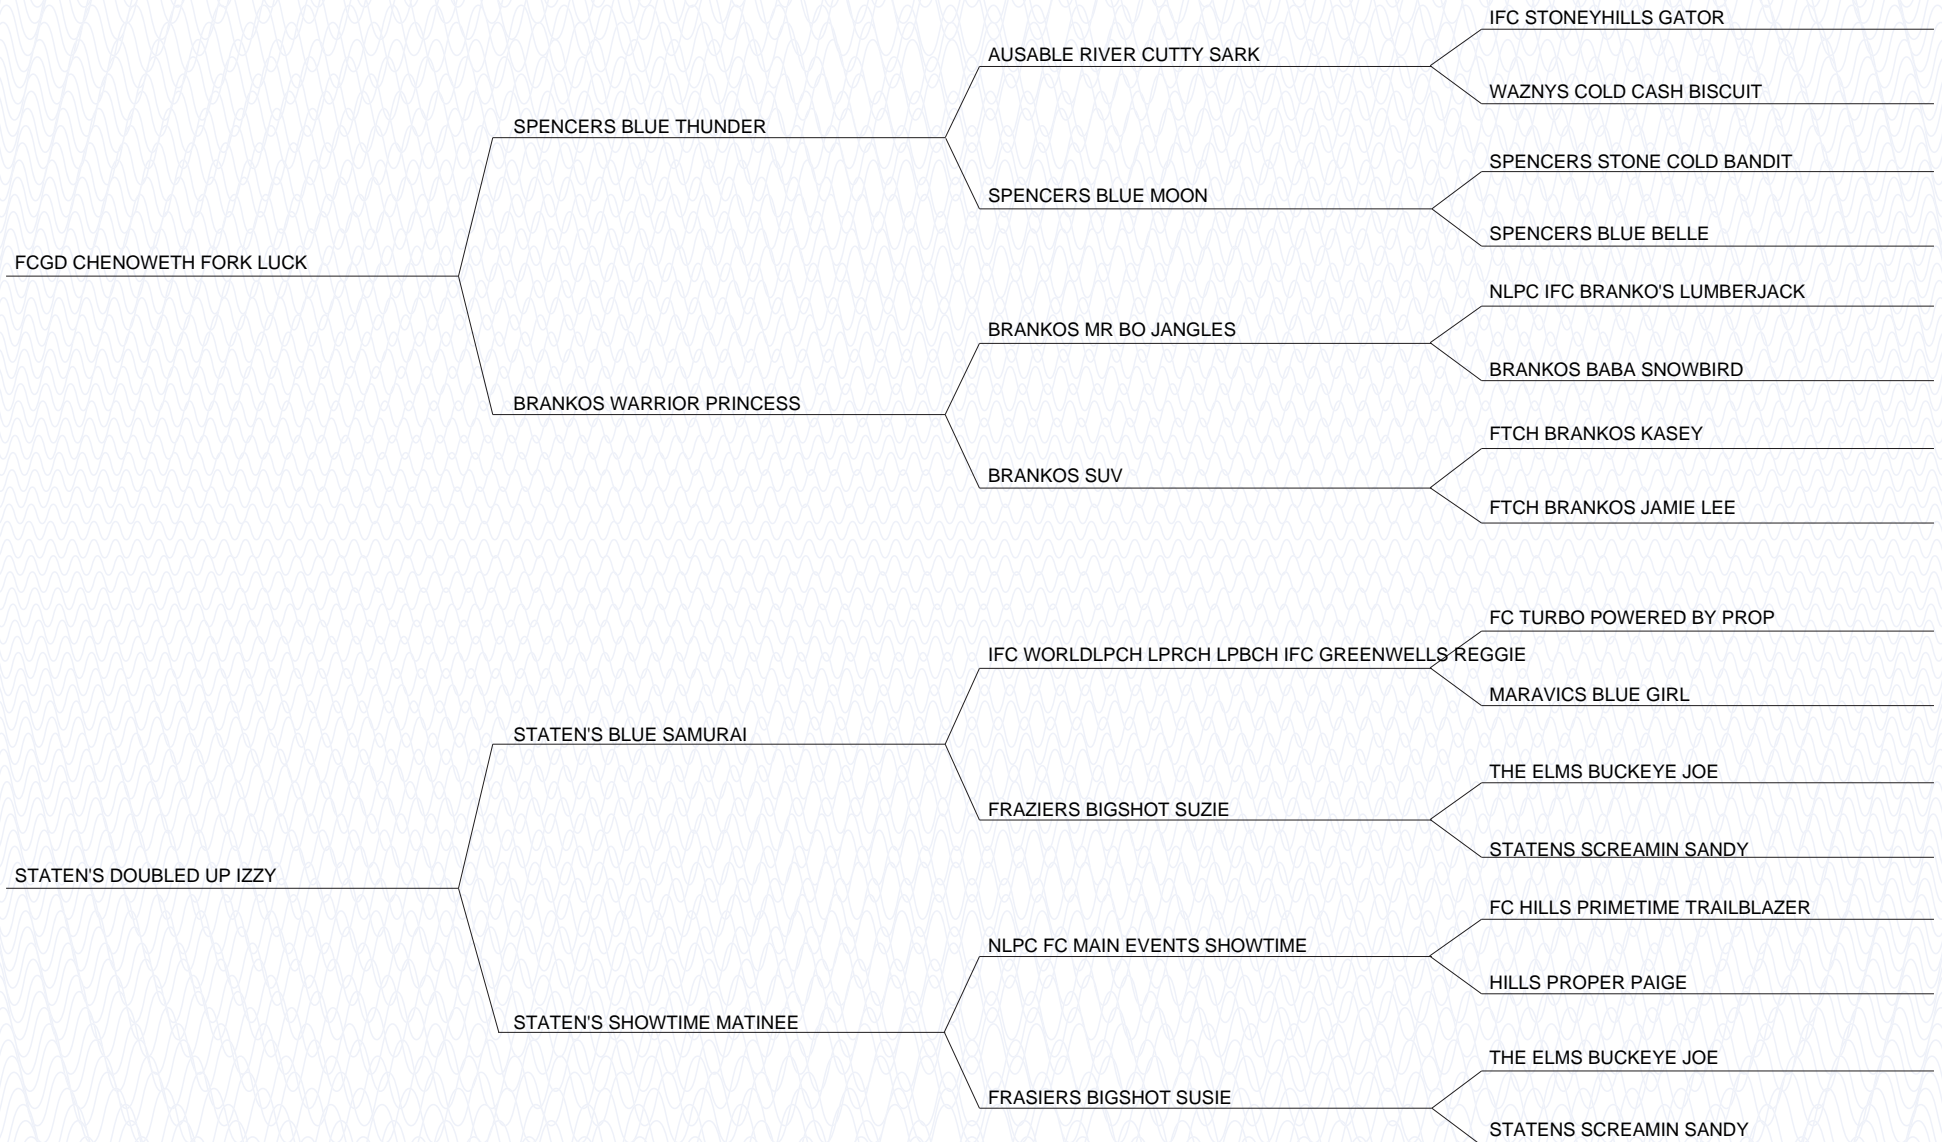 IFC STONEYHILLS GATOR
AUSABLE RIVER CUTTY SARK
WAZNYS COLD CASH BISCUIT
SPENCERS BLUE THUNDER
SPENCERS STONE COLD BANDIT
SPENCERS BLUE MOON
SPENCERS BLUE BELLE
FCGD CHENOWETH FORK LUCK
NLPC IFC BRANKO'S LUMBERJACK
BRANKOS MR BO JANGLES
BRANKOS BABA SNOWBIRD
BRANKOS WARRIOR PRINCESS
FTCH BRANKOS KASEY
BRANKOS SUV
FTCH BRANKOS JAMIE LEE
FC TURBO POWERED BY PROP
IFC WORLDLPCH LPRCH LPBCH IFC GREENWELLS REGGIE
MARAVICS BLUE GIRL
STATEN'S BLUE SAMURAI
THE ELMS BUCKEYE JOE
FRAZIERS BIGSHOT SUZIE
STATENS SCREAMIN SANDY
STATEN'S DOUBLED UP IZZY
FC HILLS PRIMETIME TRAILBLAZER
NLPC FC MAIN EVENTS SHOWTIME
HILLS PROPER PAIGE
STATEN'S SHOWTIME MATINEE
THE ELMS BUCKEYE JOE
FRASIERS BIGSHOT SUSIE
STATENS SCREAMIN SANDY